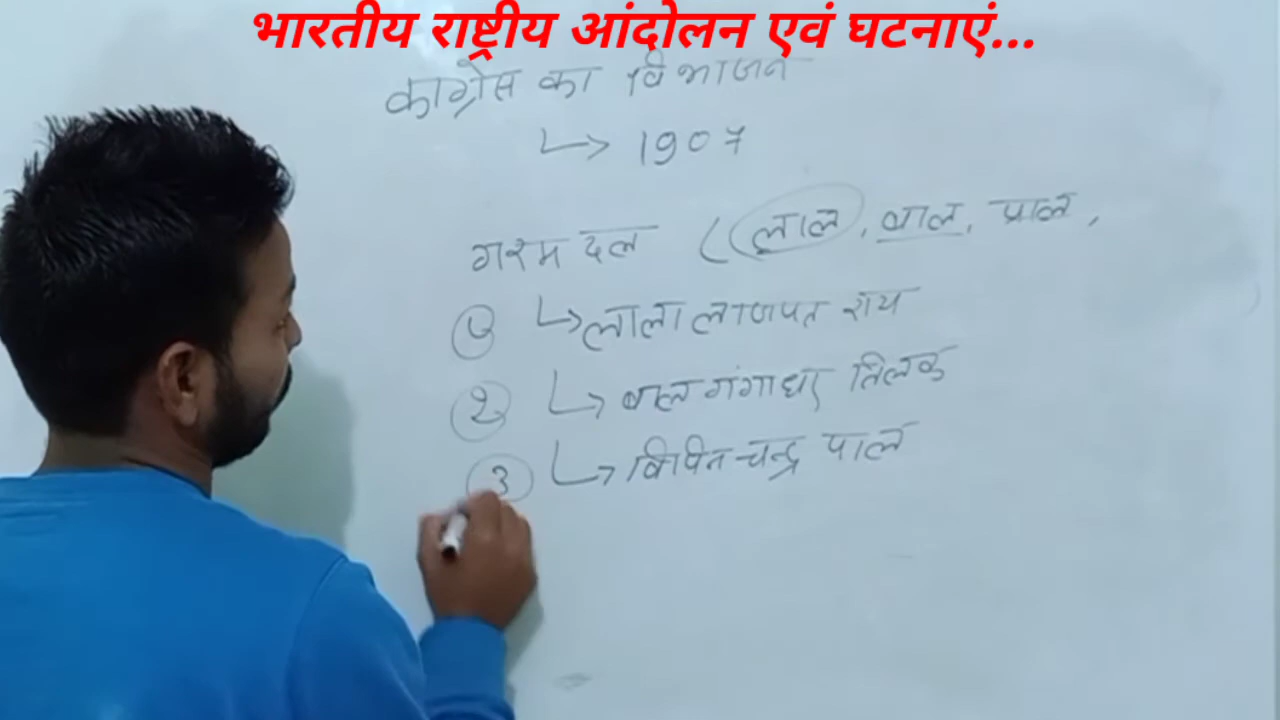 भारतीय राष्ट्रीय आंदोलन एवं घटनाएं...
कांग्रेस का विभाजन
↳ 1907
गरम दल ( लाल, बाल, पाल,
① ↳ लाला लाजपत राय
② ↳ बाल गंगाधर तिलक
③ ↳ विपिन चन्द्र पाल